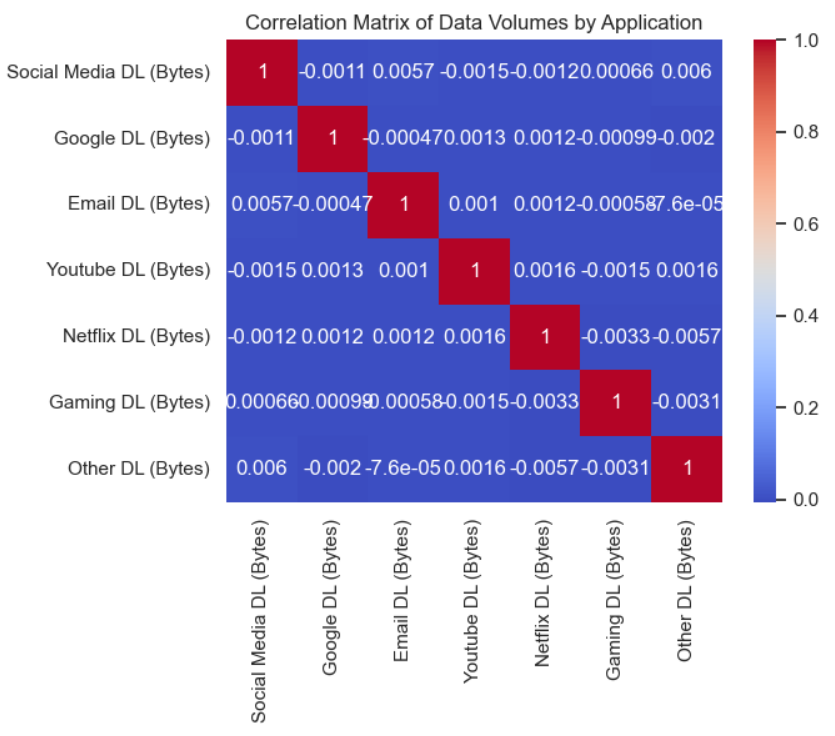 Correlation Matrix of Data Volumes by Application
Social Media DL (Bytes) 1 -0.0011 0.0057 -0.0015 -0.0012 0.00066 0.006
Google DL (Bytes) -0.0011 1 -0.00047 0.0013 0.0012 -0.00099 -0.002
Email DL (Bytes) 0.0057 -0.00047 1 0.001 0.0012 -0.00058 -7.6e-05
Youtube DL (Bytes) -0.0015 0.0013 0.001 1 0.0016 -0.0015 0.0016
Netflix DL (Bytes) -0.0012 0.0012 0.0012 0.0016 1 -0.0033 -0.0057
Gaming DL (Bytes) 0.00066 -0.00099 -0.00058 -0.0015 -0.0033 1 -0.0031
Other DL (Bytes) 0.006 -0.002 -7.6e-05 0.0016 -0.0057 -0.0031 1
Social Media DL (Bytes)
Google DL (Bytes)
Email DL (Bytes)
Youtube DL (Bytes)
Netflix DL (Bytes)
Gaming DL (Bytes)
Other DL (Bytes)
1.0
0.8
0.6
0.4
0.2
0.0